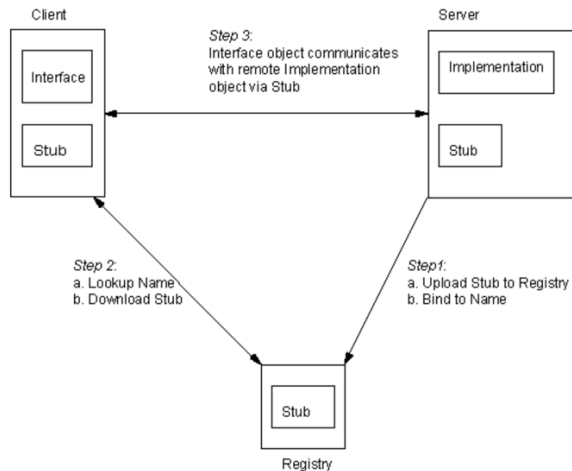 Client
Server
Step 3:
Interface object communicates
with remote Implementation
object via Stub
Interface
Implementation
Stub
Stub
Step 2:
a. Lookup Name
b. Download Stub
Step1:
a. Upload Stub to Registry
b. Bind to Name
Stub
Registry